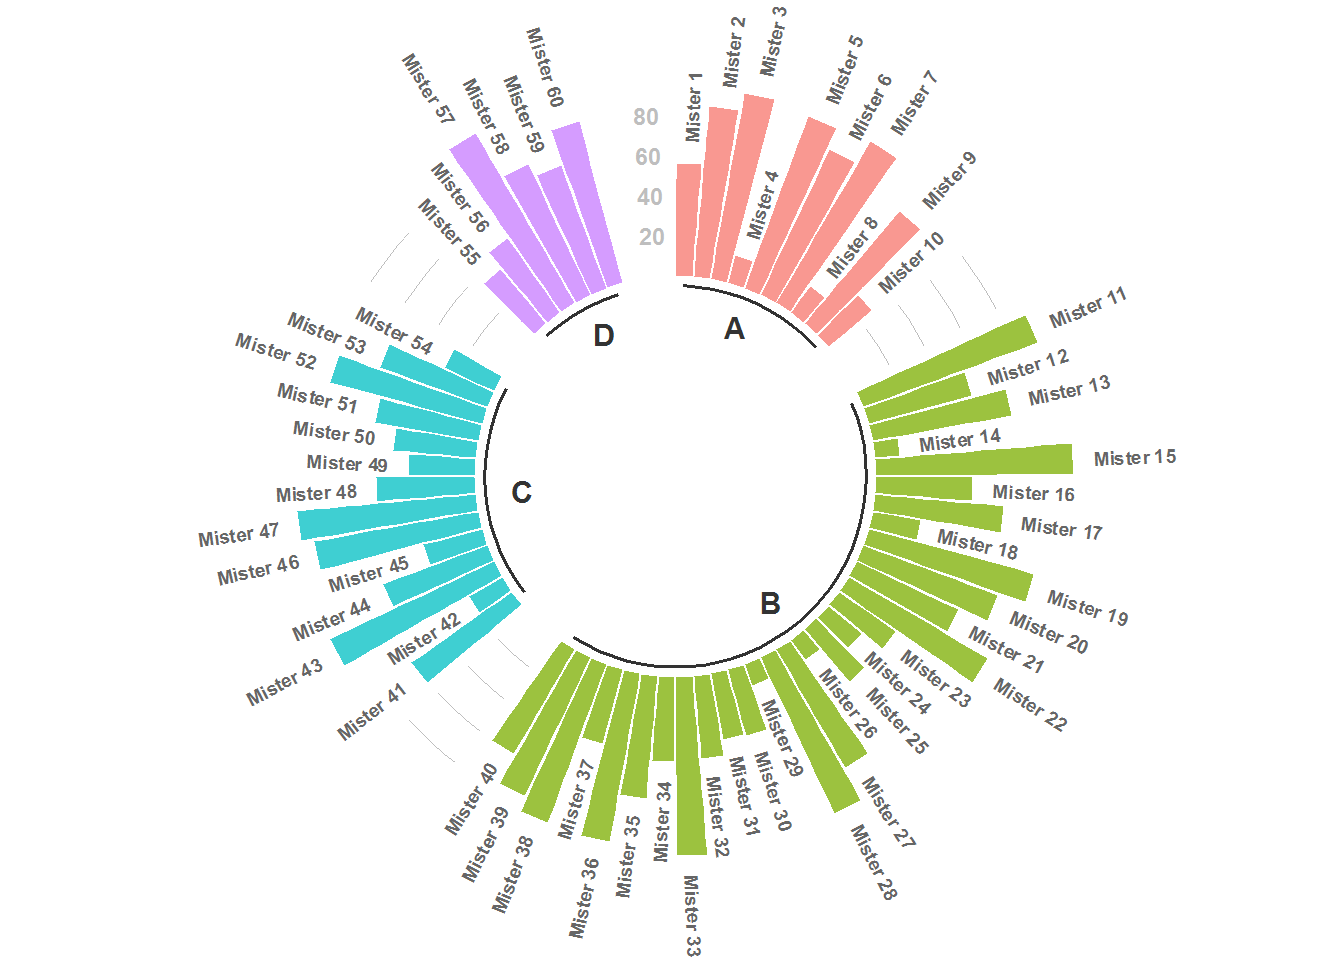 80
60
40
20
Mister 1
Mister 2
Mister 3
Mister 4
Mister 5
Mister 6
Mister 7
Mister 8
Mister 9
Mister 10
Mister 11
Mister 12
Mister 13
Mister 14
Mister 15
Mister 16
Mister 17
Mister 18
Mister 19
Mister 20
Mister 21
Mister 22
Mister 23
Mister 24
Mister 25
Mister 26
Mister 27
Mister 28
Mister 29
Mister 30
Mister 31
Mister 32
Mister 33
Mister 34
Mister 35
Mister 36
Mister 37
Mister 38
Mister 39
Mister 40
Mister 41
Mister 42
Mister 43
Mister 44
Mister 45
Mister 46
Mister 47
Mister 48
Mister 49
Mister 50
Mister 51
Mister 52
Mister 53
Mister 54
Mister 55
Mister 56
Mister 57
Mister 58
Mister 59
Mister 60
A
B
C
D